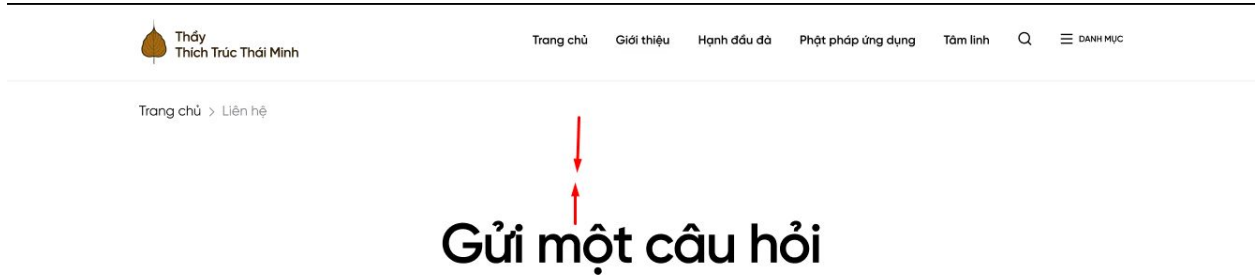 Thầy
Thích Trúc Thái Minh
Trang chủ Giới thiệu Hạnh đầu đà Phật pháp ứng dụng Tâm linh DANH MỤC
Trang chủ > Liên hệ
Gửi một câu hỏi